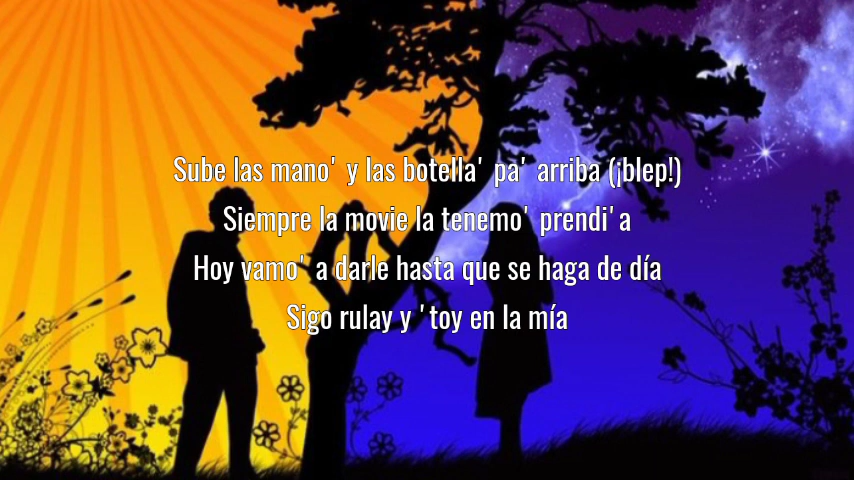 Sube las mano' y las botella' pa' arriba (¡blep!)
Siempre la movie la tenemo' prendi'a
Hoy vamo' a darle hasta que se haga de día
Sigo rulay y 'toy en la mía